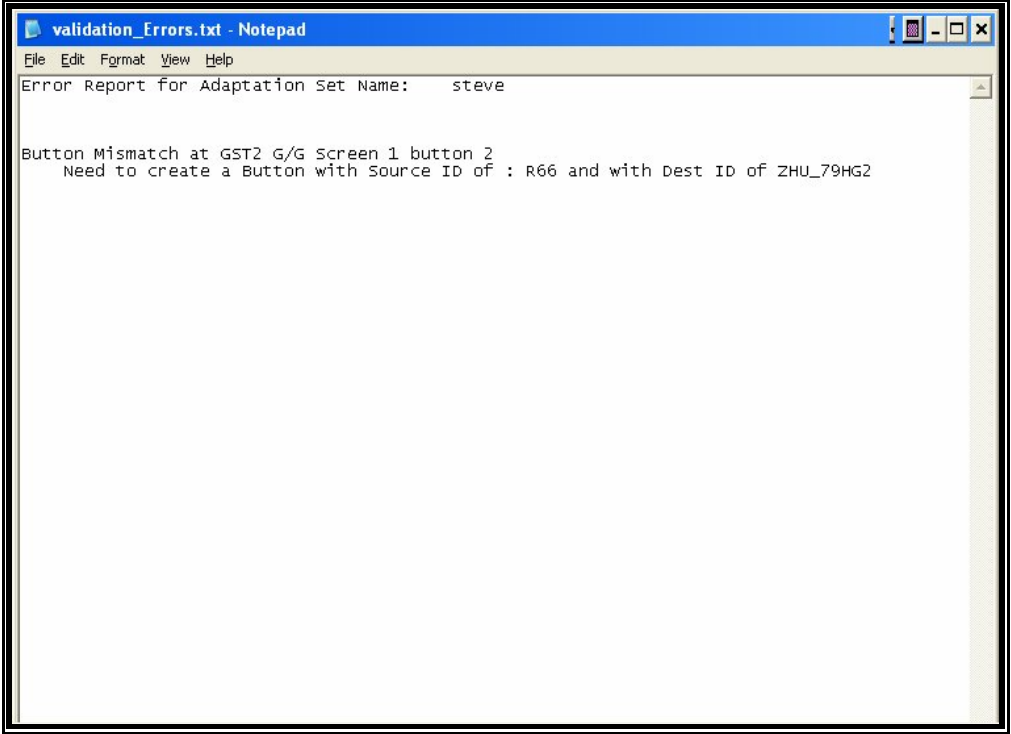 validation_Errors.txt - Notepad
File Edit Format View Help
Error Report for Adaptation Set Name: steve
Button Mismatch at GST2 G/G Screen 1 button 2
Need to create a Button with Source ID of : R66 and with Dest ID of ZHU_79HG2